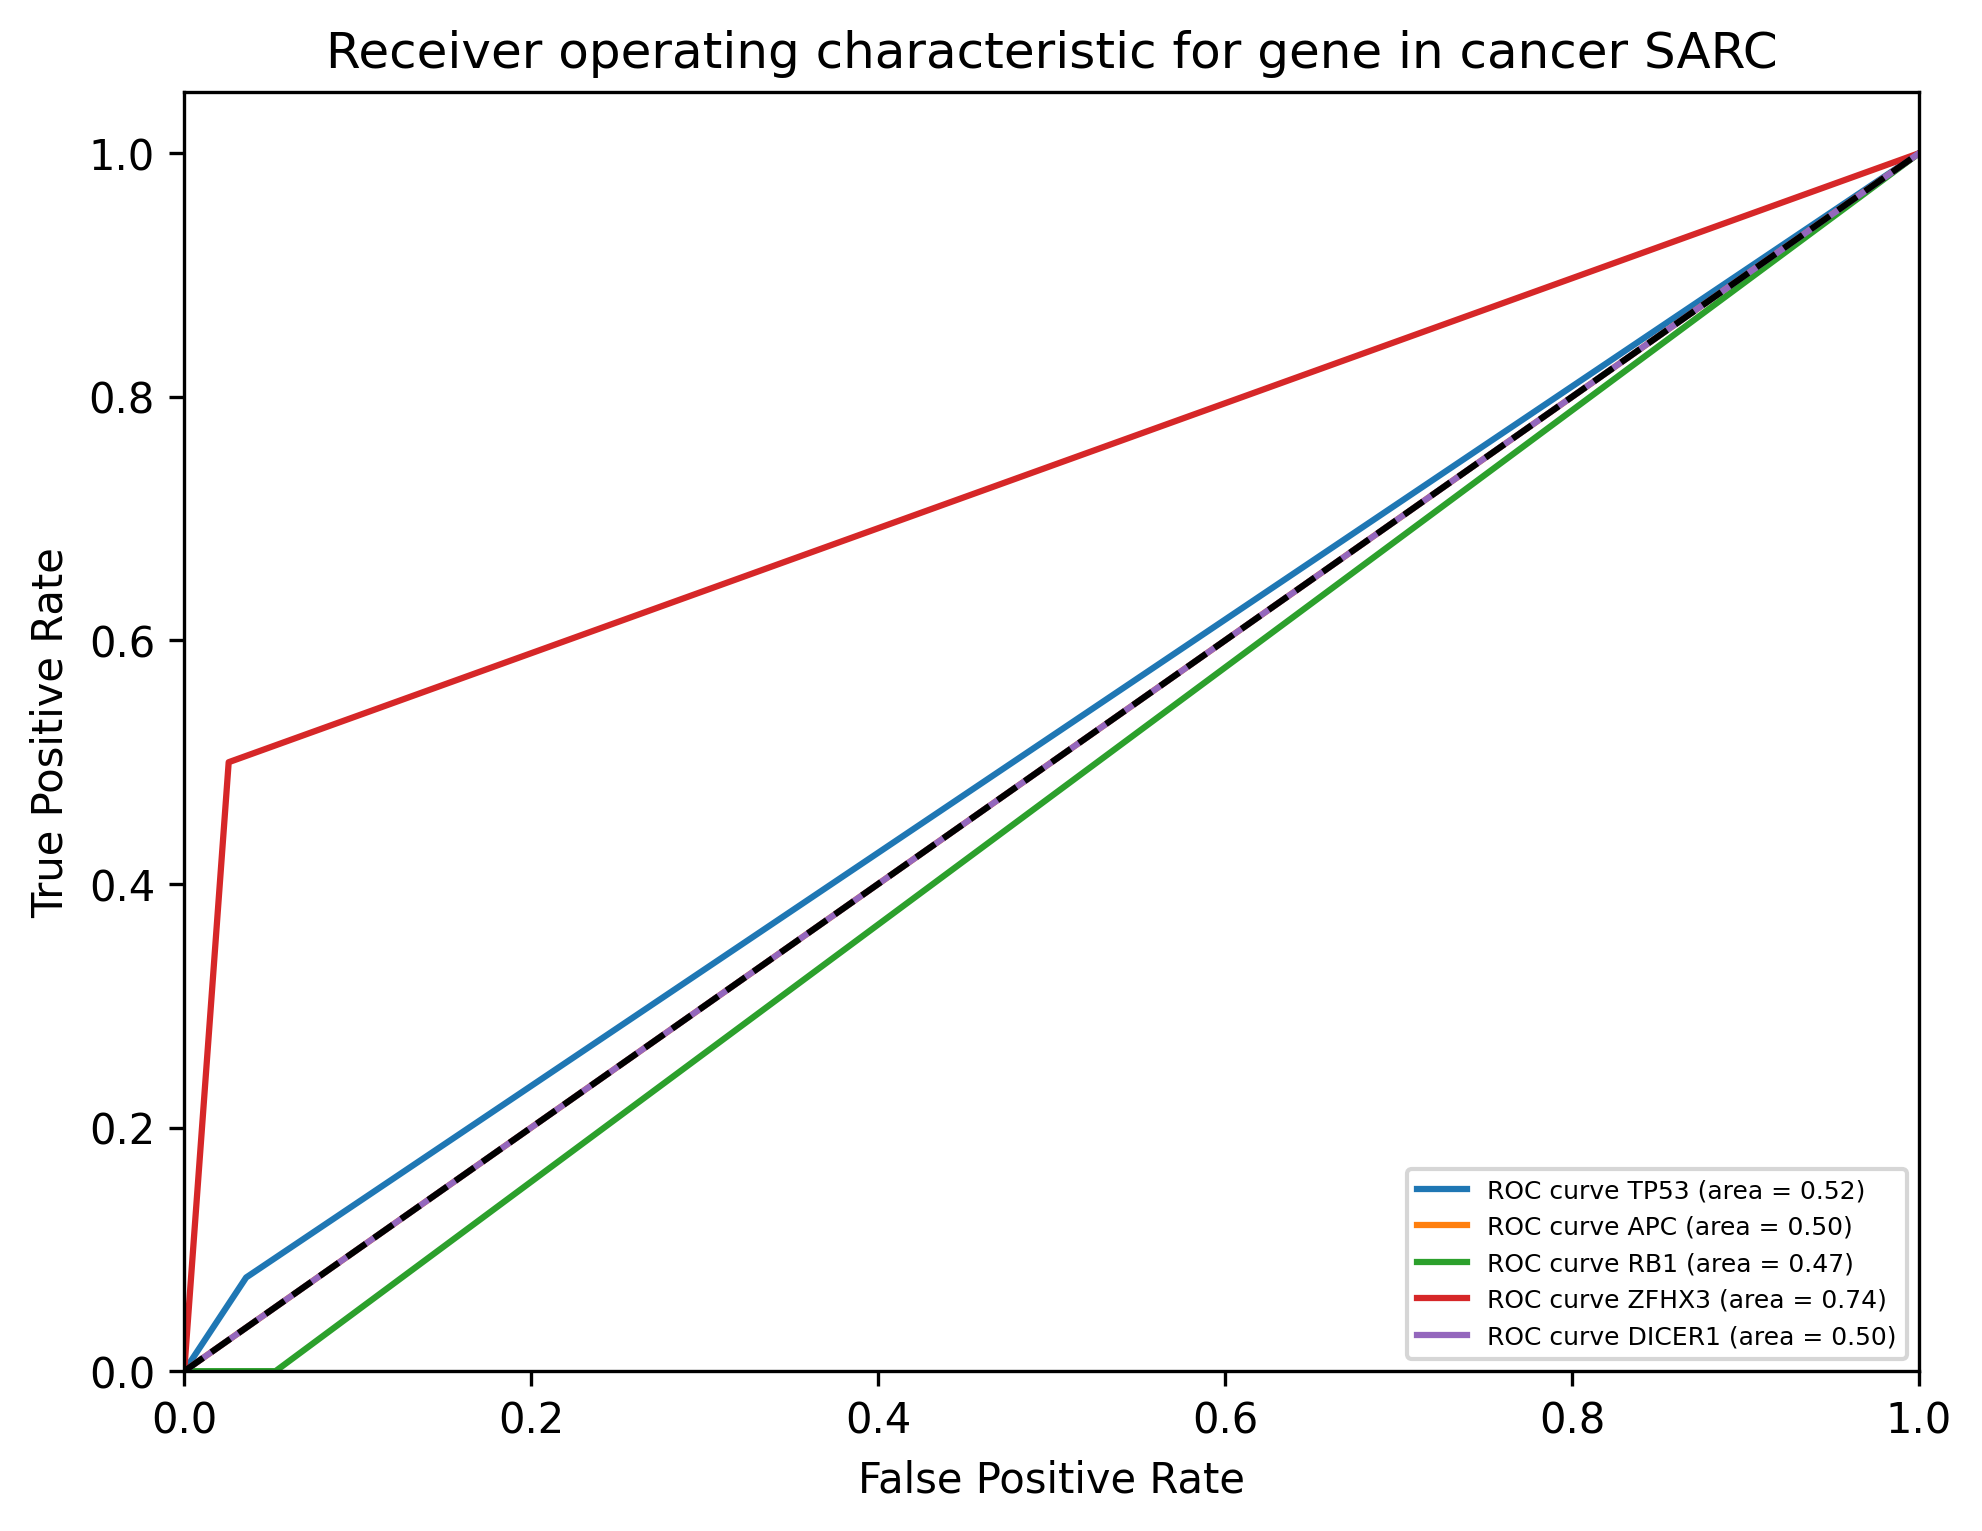 Receiver operating characteristic for gene in cancer SARC
True Positive Rate
1.0
0.8
0.6
0.4
0.2
0.0
0.0 0.2 0.4 0.6 0.8 1.0
False Positive Rate
ROC curve TP53 (area = 0.52)
ROC curve APC (area = 0.50)
ROC curve RB1 (area = 0.47)
ROC curve ZFHX3 (area = 0.74)
ROC curve DICER1 (area = 0.50)